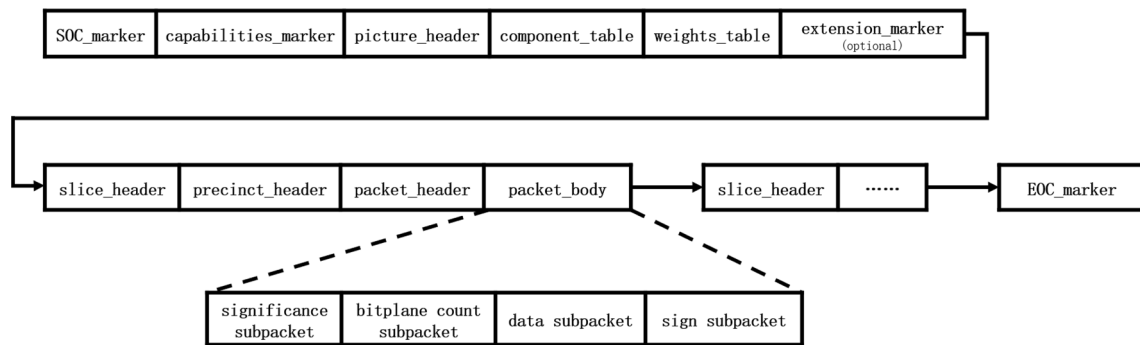 SOC_marker capabilities_marker picture_header component_table weights_table extension_marker
(optional)
slice_header precinct_header packet_header packet_body slice_header …… EOC_marker
significance subpacket
bitplane count subpacket
data subpacket
sign subpacket